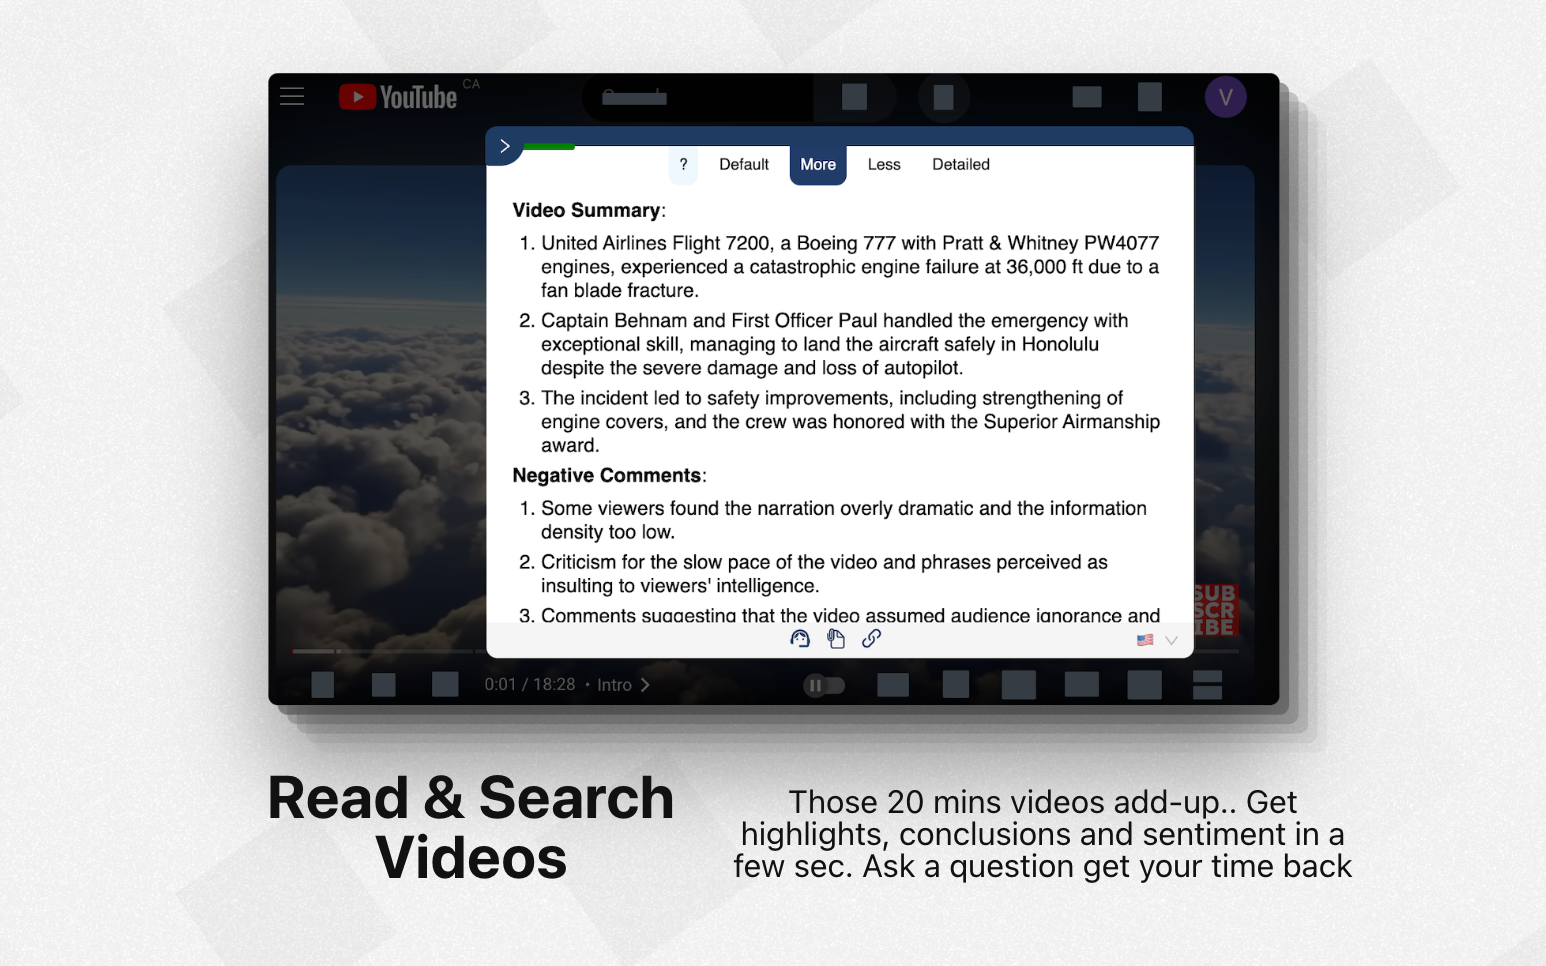 YouTube CA
V
?
Default
More
Less
Detailed
Video Summary:
1. United Airlines Flight 7200, a Boeing 777 with Pratt & Whitney PW4077
engines, experienced a catastrophic engine failure at 36,000 ft due to a
fan blade fracture.
2. Captain Behnam and First Officer Paul handled the emergency with
exceptional skill, managing to land the aircraft safely in Honolulu
despite the severe damage and loss of autopilot.
3. The incident led to safety improvements, including strengthening of
engine covers, and the crew was honored with the Superior Airmanship
award.
Negative Comments:
1. Some viewers found the narration overly dramatic and the information
density too low.
2. Criticism for the slow pace of the video and phrases perceived as
insulting to viewers' intelligence.
3. Comments suggesting that the video assumed audience ignorance and
SUB
SCR
IBE
0:01 / 18:28 • Intro
Read & Search
Videos
Those 20 mins videos add-up.. Get
highlights, conclusions and sentiment in a
few sec. Ask a question get your time back